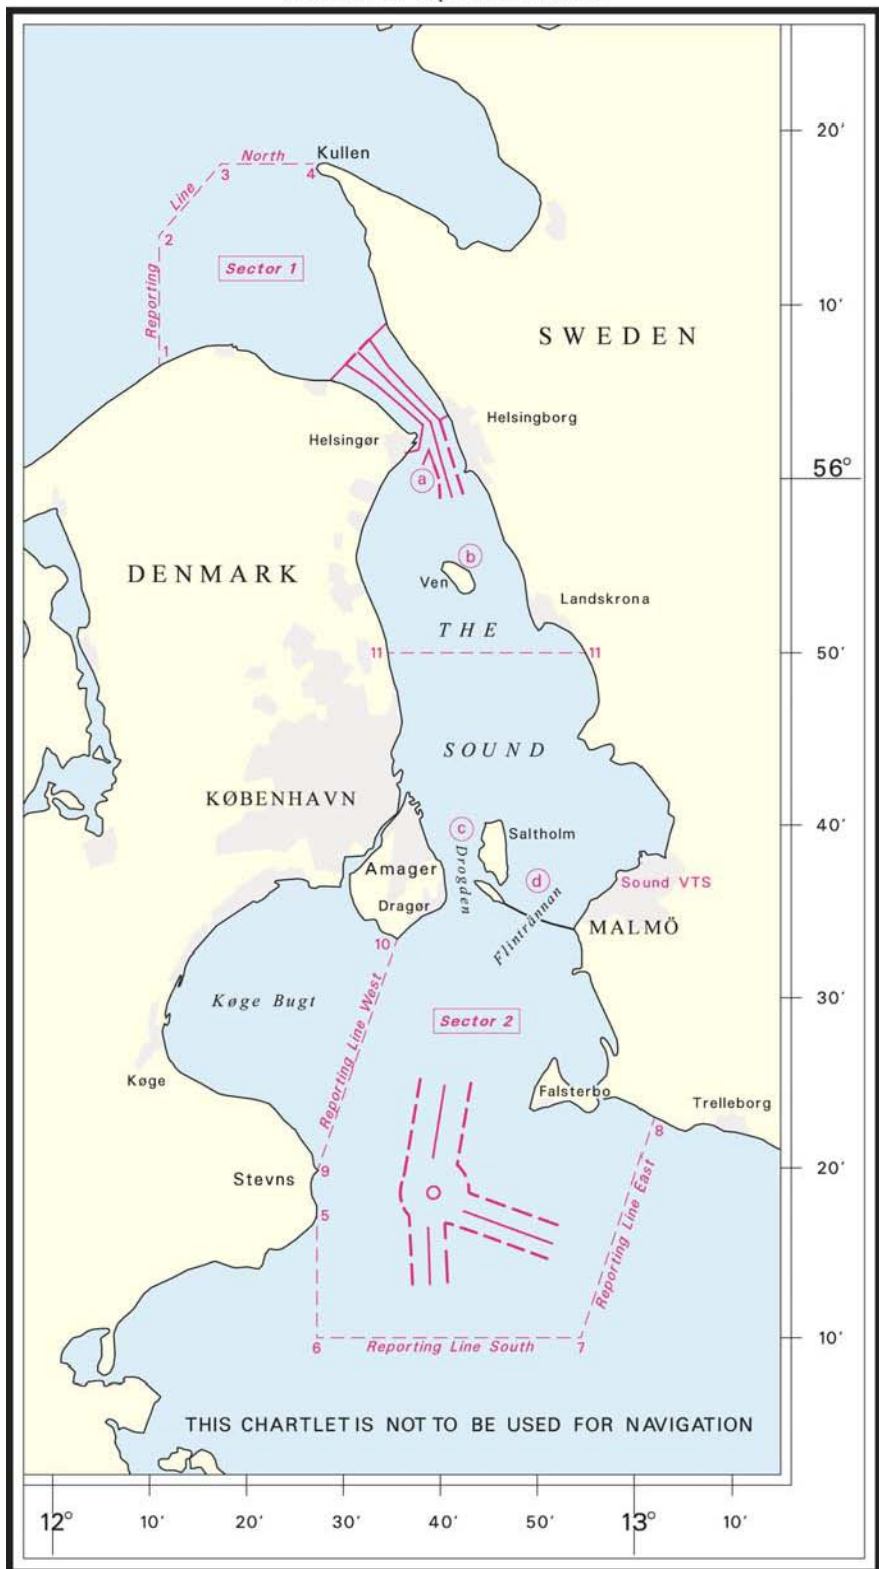 20'
Kullen
North
3
4
Line
2
Sector 1
Reporting
10'
SWEDEN
1
Helsingborg
Helsingør
56°
a
b
DENMARK
Ven
Landskrona
THE
50'
11
11
SOUND
KØBENHAVN
40'
c
Saltholm
Drogden
Amager
d
Sound VTS
Dragør
Flintrännan
MALMÖ
10
Køge Bugt
30'
Reporting Line West
Sector 2
Køge
Falsterbo
Trelleborg
8
9
20'
Stevns
Reporting Line East
5
6
Reporting Line South
7
10'
THIS CHARTLET IS NOT TO BE USED FOR NAVIGATION
12°
10'
20'
30'
40'
50'
13°
10'